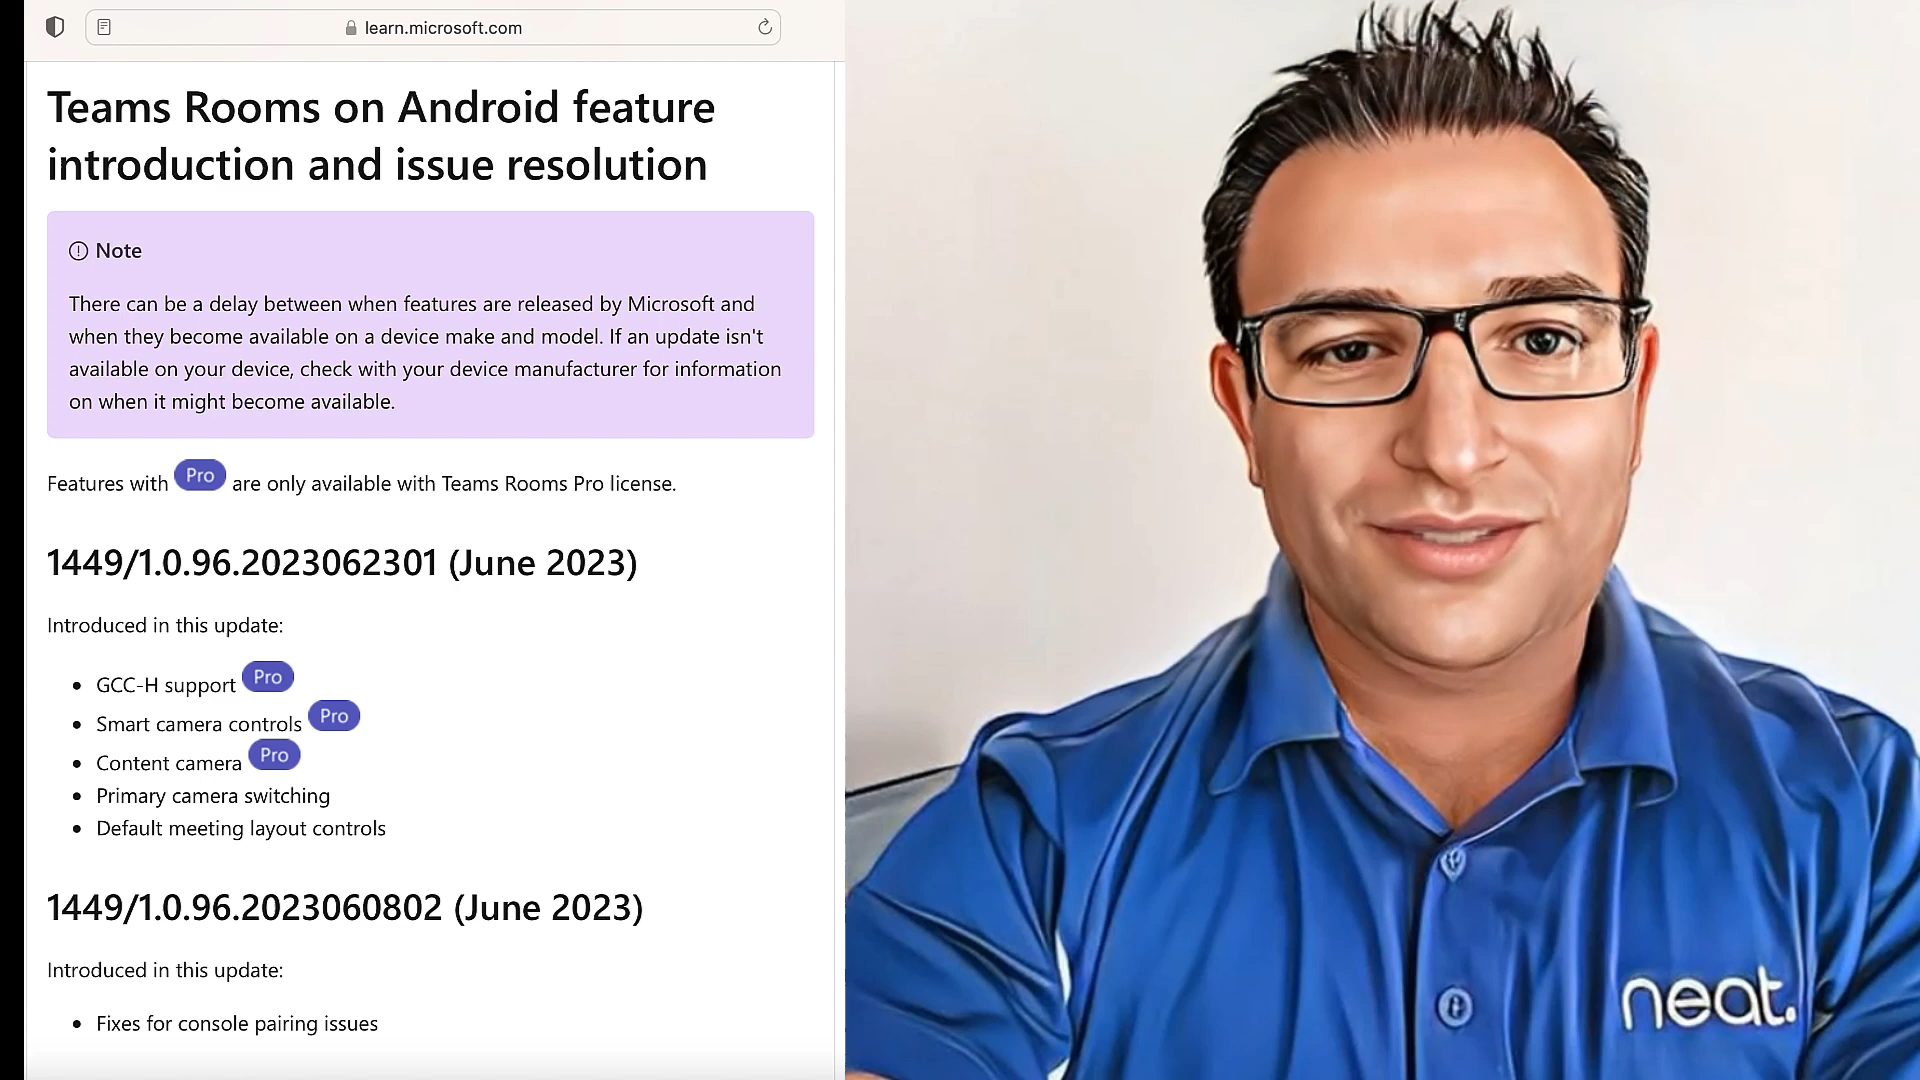 learn.microsoft.com
Teams Rooms on Android feature
introduction and issue resolution
Note
There can be a delay between when features are released by Microsoft and
when they become available on a device make and model. If an update isn't
available on your device, check with your device manufacturer for information
on when it might become available.
Features with Pro are only available with Teams Rooms Pro license.
1449/1.0.96.2023062301 (June 2023)
Introduced in this update:
GCC-H support Pro
Smart camera controls Pro
Content camera Pro
Primary camera switching
Default meeting layout controls
1449/1.0.96.2023060802 (June 2023)
Introduced in this update:
Fixes for console pairing issues
neat.